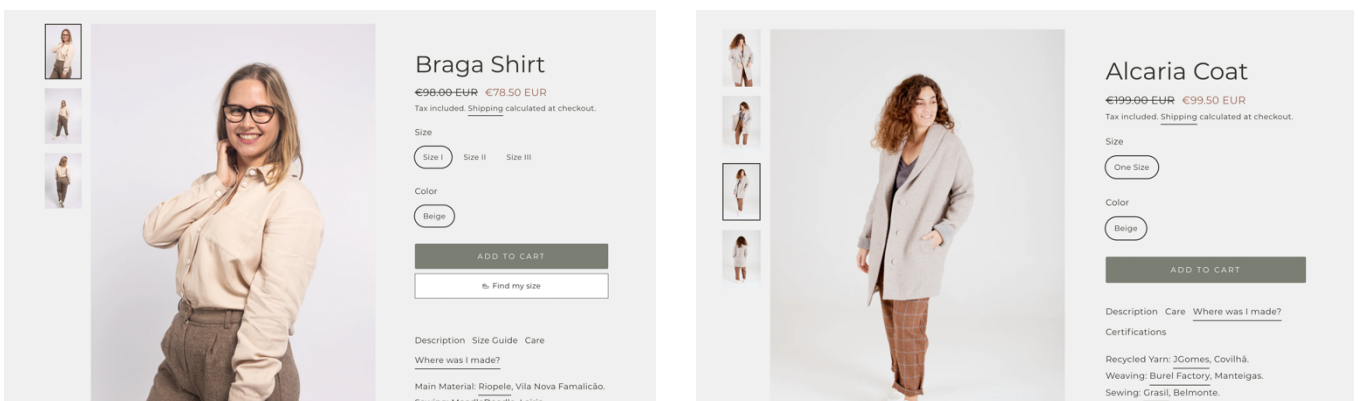 Braga Shirt
€98.00 EUR €78.50 EUR
Tax included. Shipping calculated at checkout.
Size
Size I Size II Size III
Color
Beige
ADD TO CART
Find my size
Description Size Guide Care
Where was I made?
Main Material: Riopele, Vila Nova Famalicão.
Alcaria Coat
€199.00 EUR €99.50 EUR
Tax included. Shipping calculated at checkout.
Size
One Size
Color
Beige
ADD TO CART
Description Care Where was I made?
Certifications
Recycled Yarn: JGomes, Covilhã.
Weaving: Burel Factory, Manteigas.
Sewing: Grasil, Belmonte.